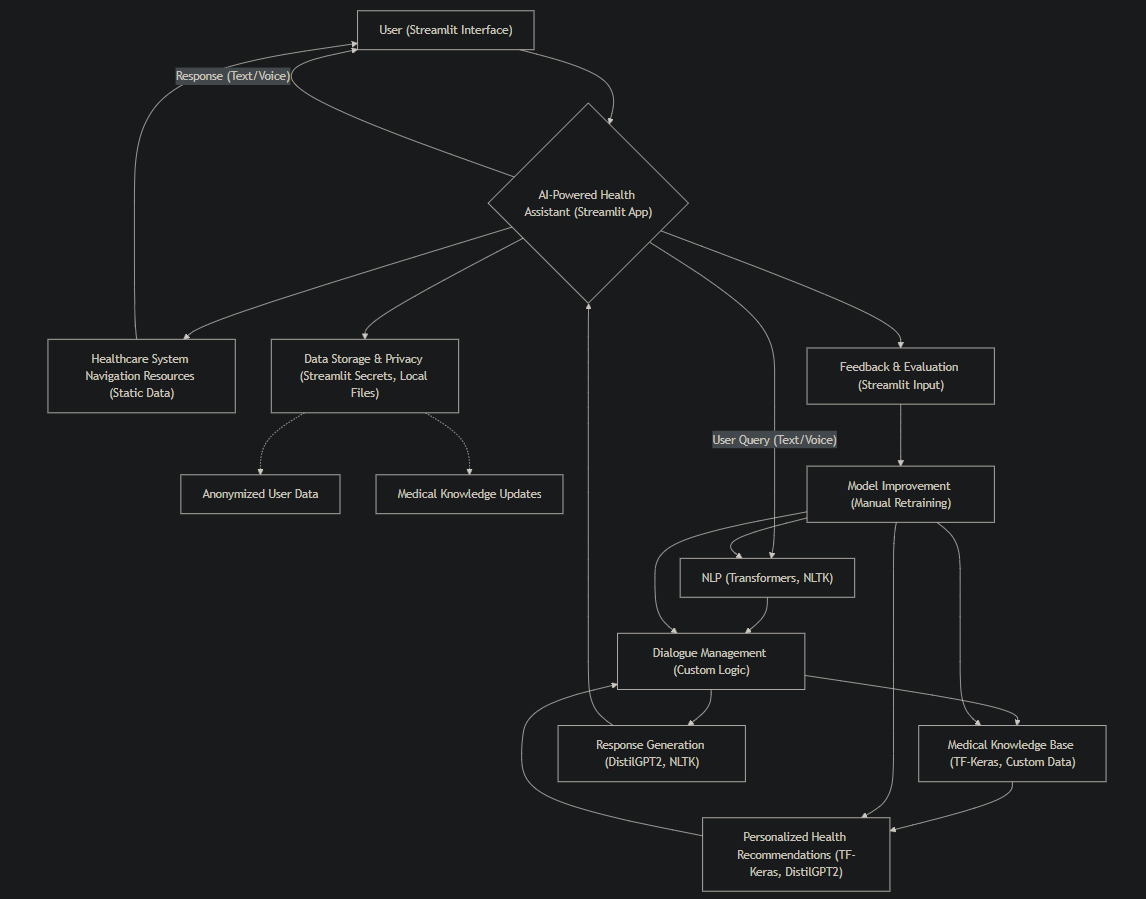 User (Streamlit Interface)
Response (Text/Voice)
AI-Powered Health
Assistant (Streamlit App)
Healthcare System
Navigation Resources
(Static Data)
Data Storage & Privacy
(Streamlit Secrets, Local
Files)
Feedback & Evaluation
(Streamlit Input)
User Query (Text/Voice)
Anonymized User Data
Medical Knowledge Updates
Model Improvement
(Manual Retraining)
NLP (Transformers, NLTK)
Dialogue Management
(Custom Logic)
Response Generation
(DistilGPT2, NLTK)
Medical Knowledge Base
(TF-Keras, Custom Data)
Personalized Health
Recommendations (TF-
Keras, DistilGPT2)